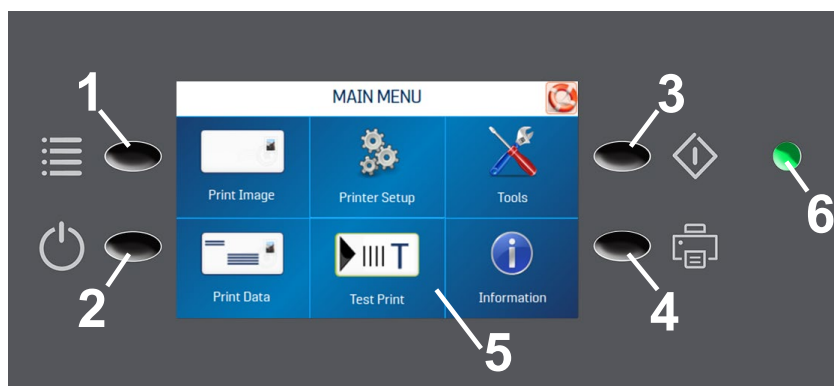 1
MAIN MENU
3
Print Image
Printer Setup
Tools
6
T
Print Data
Test Print
Information
2
5
4